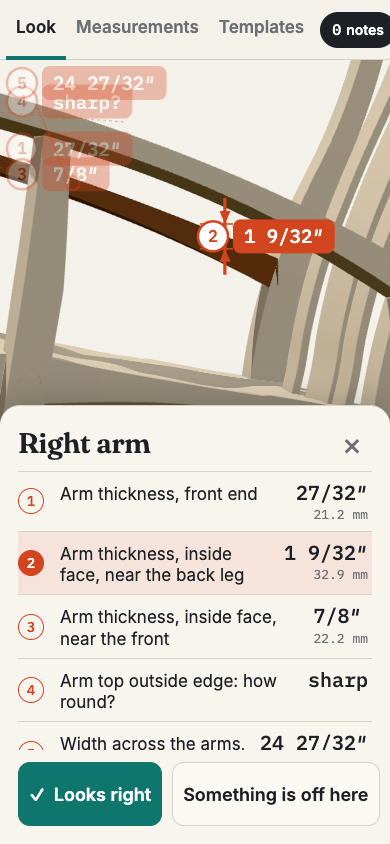 Look Measurements Templates 0 notes
5 24 27/32″
4 sharp?
1 27/32″
3 7/8″
2 1 9/32″
Right arm ×
1 Arm thickness, front end 27/32″
21.2 mm
2 Arm thickness, inside 1 9/32″
face, near the back leg 32.9 mm
3 Arm thickness, inside face, 7/8″
near the front 22.2 mm
4 Arm top outside edge: how sharp
round?
Width across the arms. 24 27/32″
✓ Looks right Something is off here